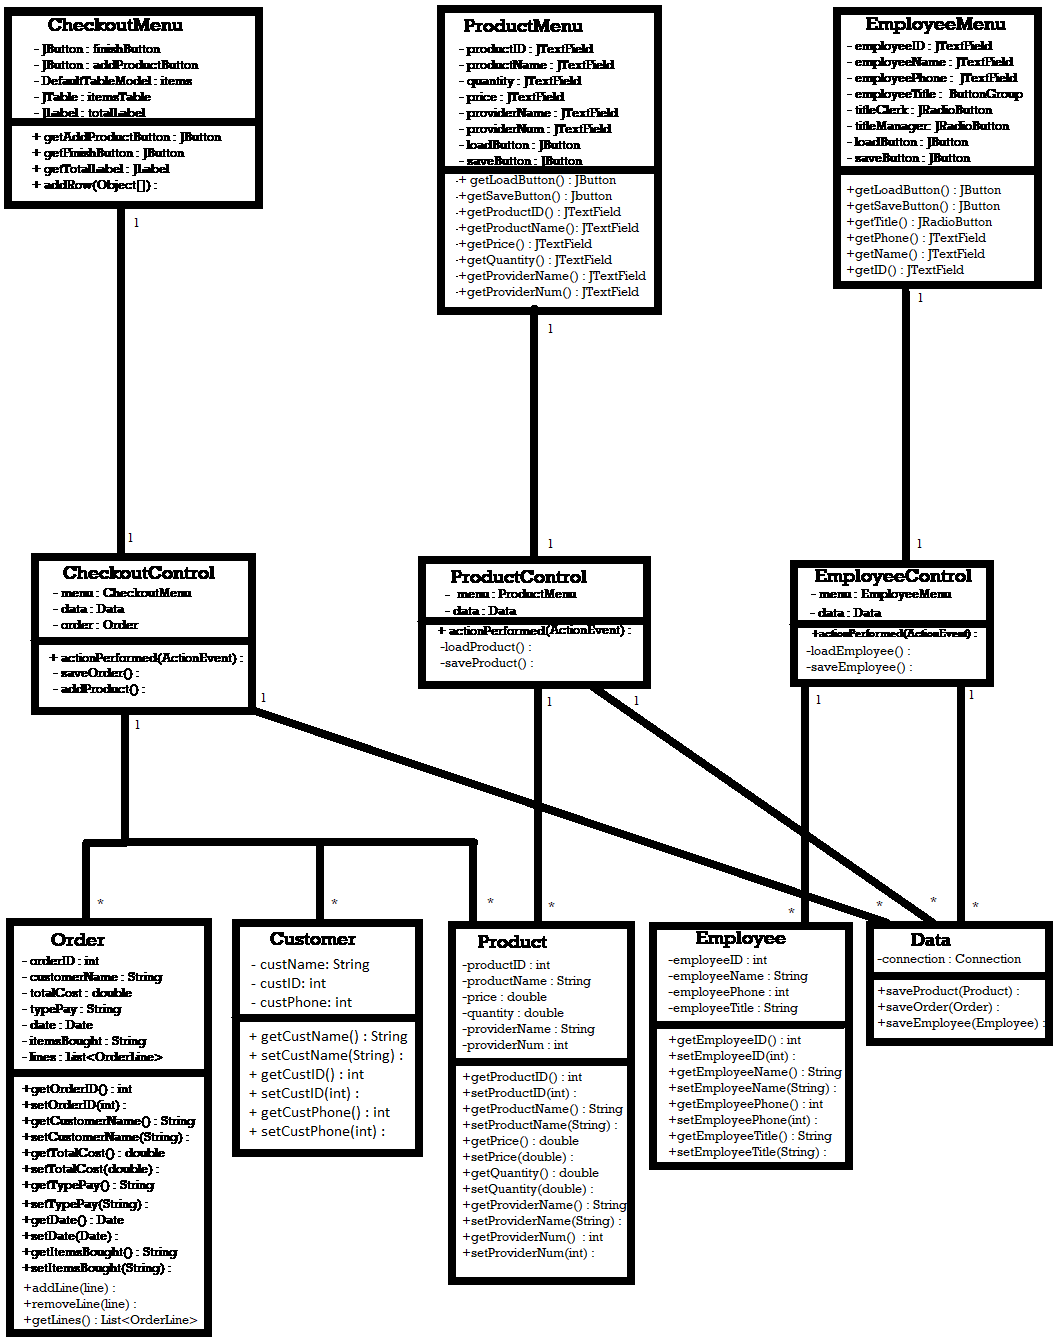 CheckoutMenu
- JButton : finishButton
- JButton : addProductButton
- DefaultTableModel : items
- JTable : itemsTable
- JLabel : totalLabel
+ getAddProductButton : JButton
+ getFinishButton : JButton
+ getTotalLabel : JLabel
+ addRow(Object[]) :
1
ProductMenu
- productID : JTextField
- productName : JTextField
- quantity : JTextField
- price : JTextField
- providerName : JTextField
- providerNum : JTextField
- loadButton : JButton
- saveButton : JButton
-+ getLoadButton() : JButton
-+getSaveButton() : Jbutton
-+getProductID() : JTextField
-+getProductName(): JTextField
-+getPrice() : JTextField
-+getQuantity() : JTextField
-+getProviderName() : JTextField
-+getProviderNum() : JTextField
1
EmployeeMenu
- employeeID : JTextField
- employeeName : JTextField
- employeePhone : JTextField
- employeeTitle : ButtonGroup
- titleClerk : JRadioButton
- titleManager: JRadioButton
- loadButton : JButton
- saveButton : JButton
+getLoadButton() : JButton
+getSaveButton() : JButton
+getTitle() : JRadioButton
+getPhone() : JTextField
+getName() : JTextField
+getID() : JTextField
1
1
CheckoutControl
- menu : CheckoutMenu
- data : Data
- order : Order
+ actionPerformed(ActionEvent) :
- saveOrder() :
- addProduct() :
1
1
1
ProductControl
- menu : ProductMenu
- data : Data
+ actionPerformed(ActionEvent) :
-loadProduct() :
-saveProduct() :
1
1
1
EmployeeControl
- menu : EmployeeMenu
- data : Data
+actionPerformed(ActionEvent) :
-loadEmployee() :
-saveEmployee() :
1
1
*
Order
- orderID : int
- customerName : String
- totalCost : double
- typePay : String
- date : Date
- itemsBought : String
- lines : List<OrderLine>
+getOrderID() : int
+setOrderID(int) :
+getCustomerName() : String
+setCustomerName(String) :
+getTotalCost() : double
+setTotalCost(double) :
+getTypePay() : String
+setTypePay(String) :
+getDate() : Date
+setDate(Date) :
+getItemsBought() : String
+setItemsBought(String) :
+addLine(line) :
+removeLine(line) :
+getLines() : List<OrderLine>
*
Customer
- custName: String
- custID: int
- custPhone: int
+ getCustName() : String
+ setCustName(String) :
+ getCustID() : int
+ setCustID(int) :
+ getCustPhone() : int
+ setCustPhone(int) :
*
*
Product
-productID : int
-productName : String
-price : double
-quantity : double
-providerName : String
-providerNum : int
+getProductID() : int
+setProductID(int) :
+getProductName() : String
+setProductName(String) :
+getPrice() : double
+setPrice(double) :
+getQuantity() : double
+setQuantity(double) :
+getProviderName() : String
+setProviderName(String) :
+getProviderNum() : int
+setProviderNum(int) :
*
Employee
-employeeID : int
-employeeName : String
-employeePhone : int
-employeeTitle : String
+getEmployeeID() : int
+setEmployeeID(int) :
+getEmployeeName() : String
+setEmployeeName(String) :
+getEmployeePhone() : int
+setEmployeePhone(int) :
+getEmployeeTitle() : String
+setEmployeeTitle(String) :
*
*
*
Data
-connection : Connection
+saveProduct(Product) :
+saveOrder(Order) :
+saveEmployee(Employee) :